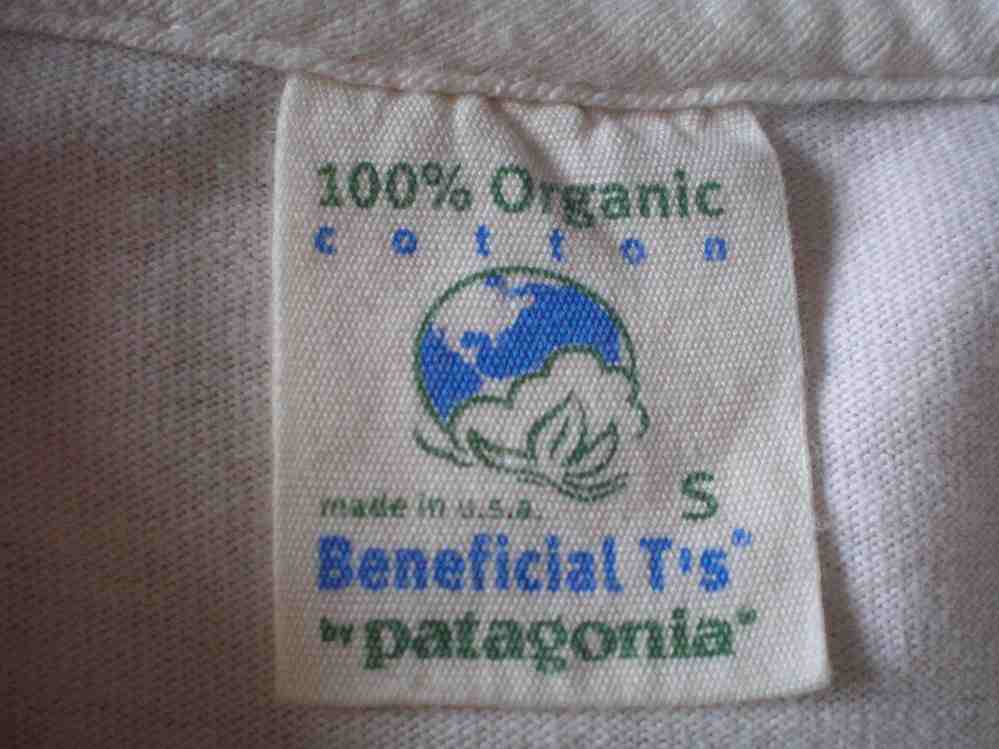 100% Organic
cotton
made in u.s.a.
S
Beneficial T's®
by patagonia®